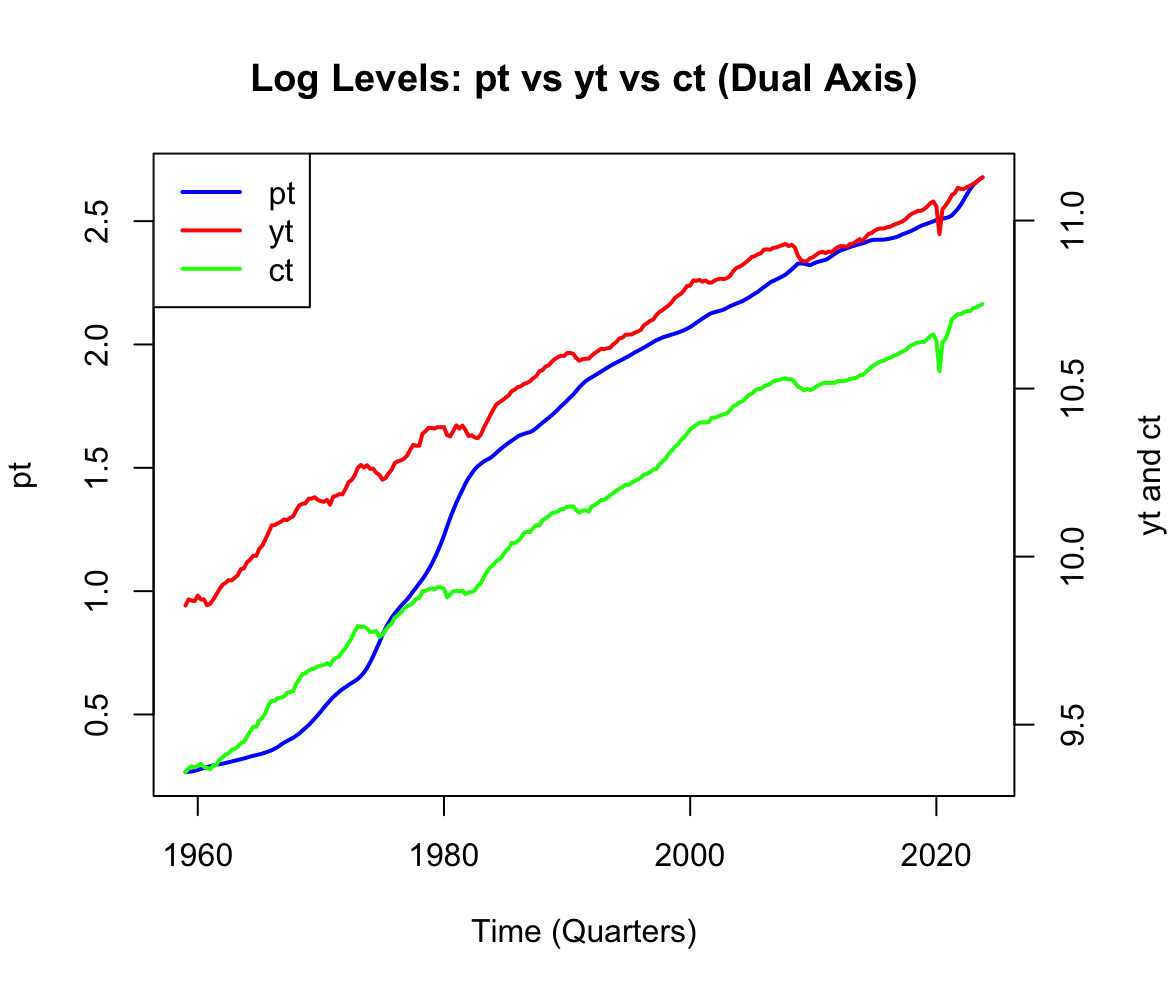 Log Levels: pt vs yt vs ct (Dual Axis)
pt
yt
ct
pt
0.5
1.0
1.5
2.0
2.5
9.5
10.0
10.5
11.0
yt and ct
1960
1980
2000
2020
Time (Quarters)